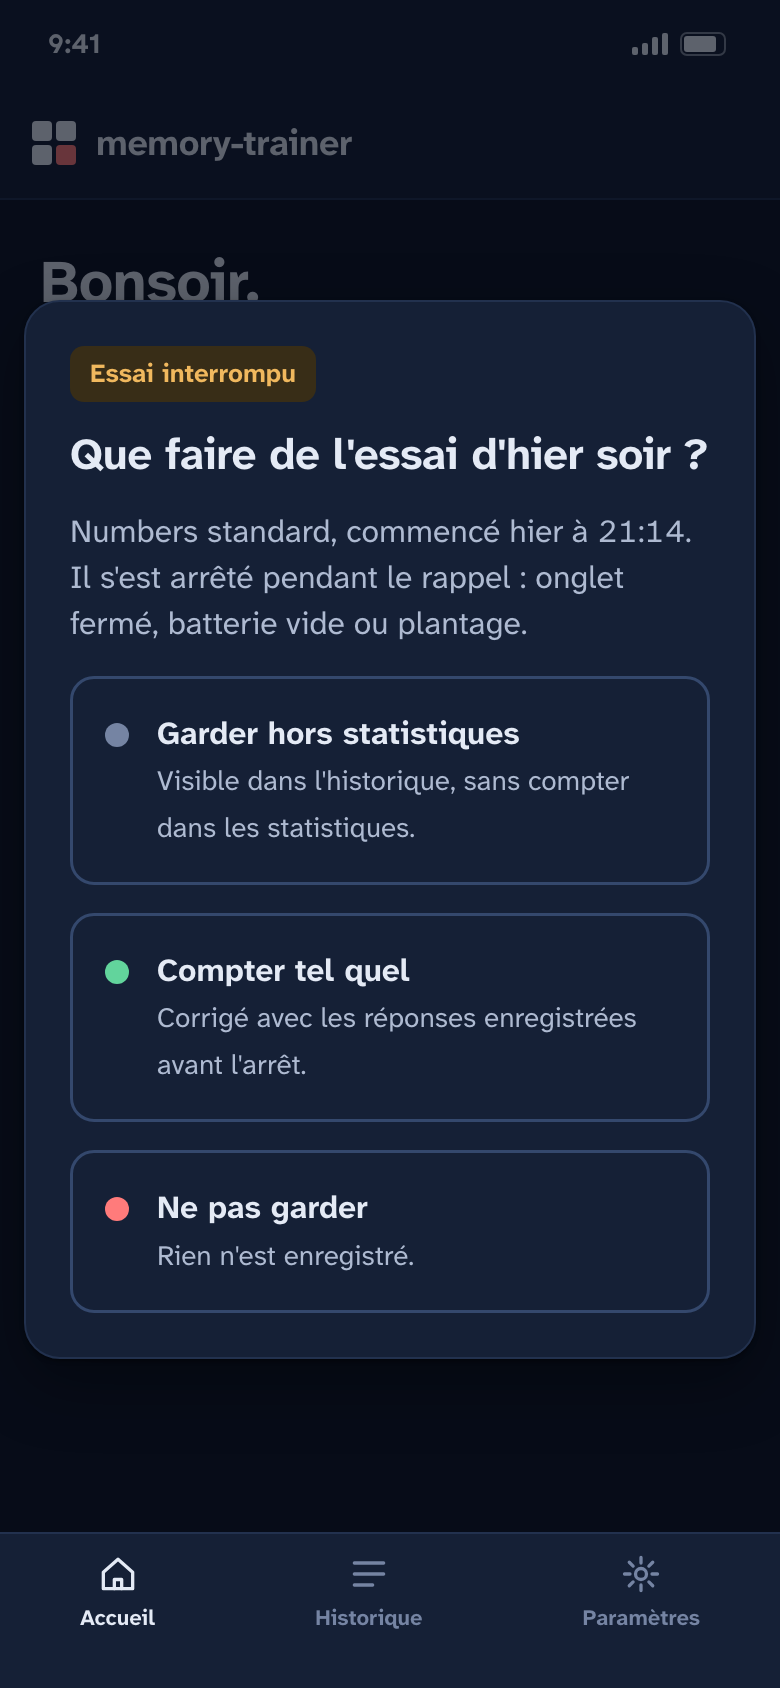 9:41
memory-trainer
Bonsoir.
Essai interrompu
Que faire de l'essai d'hier soir ?
Numbers standard, commencé hier à 21:14.
Il s'est arrêté pendant le rappel : onglet
fermé, batterie vide ou plantage.
Garder hors statistiques
Visible dans l'historique, sans compter
dans les statistiques.
Compter tel quel
Corrigé avec les réponses enregistrées
avant l'arrêt.
Ne pas garder
Rien n'est enregistré.
Accueil
Historique
Paramètres